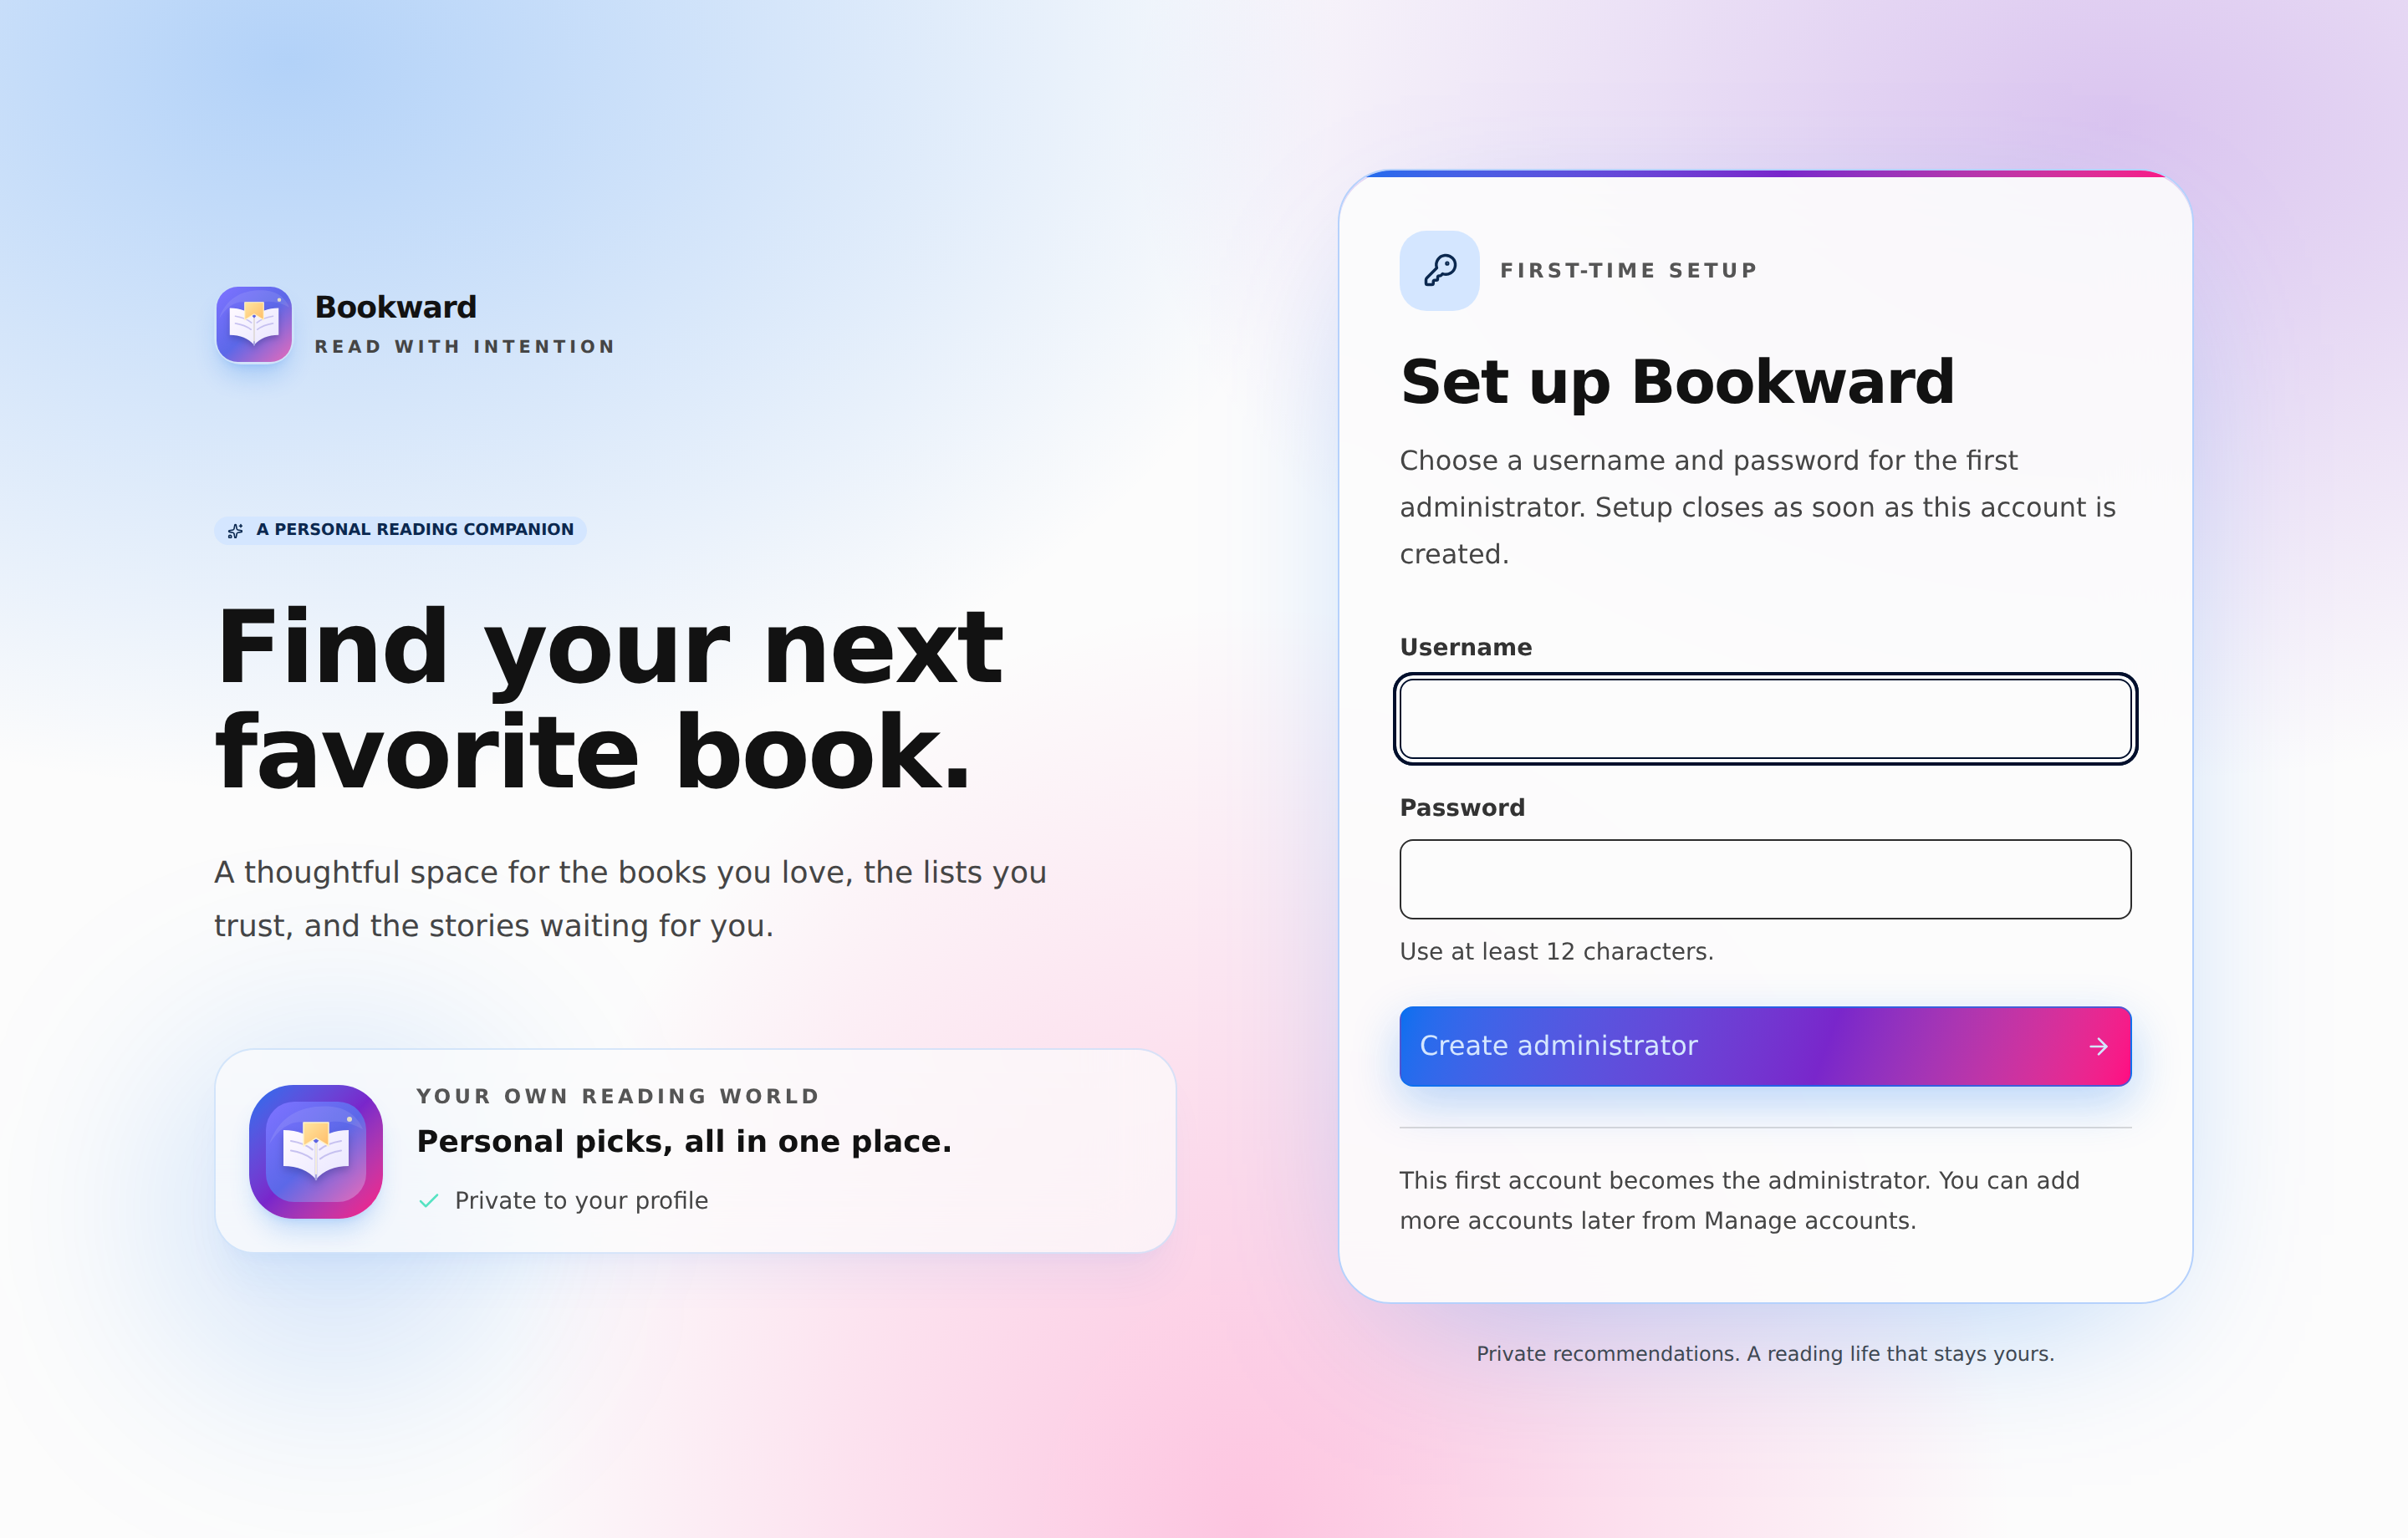 Bookward
READ WITH INTENTION
A PERSONAL READING COMPANION
Find your next
favorite book.
A thoughtful space for the books you love, the lists you
trust, and the stories waiting for you.
YOUR OWN READING WORLD
Personal picks, all in one place.
Private to your profile
FIRST-TIME SETUP
Set up Bookward
Choose a username and password for the first
administrator. Setup closes as soon as this account is
created.
Username
Password
Use at least 12 characters.
Create administrator
This first account becomes the administrator. You can add
more accounts later from Manage accounts.
Private recommendations. A reading life that stays yours.